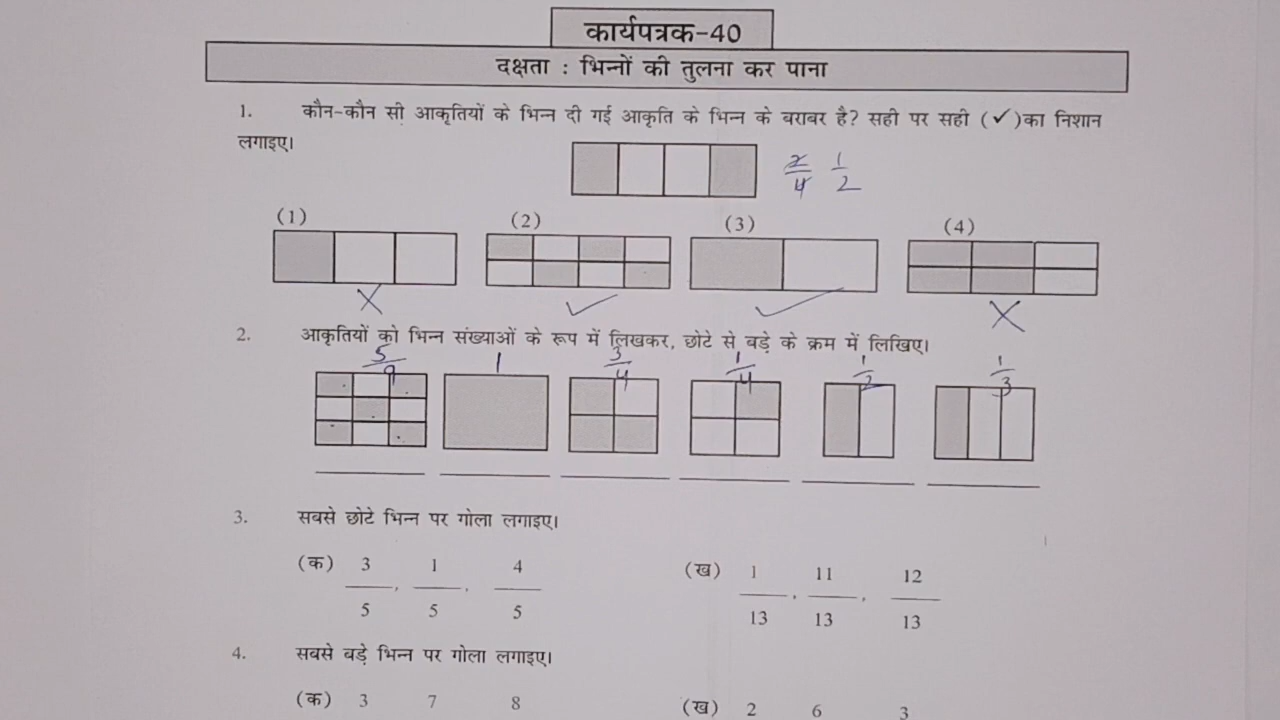 कार्यपत्रक-40
दक्षता : भिन्नों की तुलना कर पाना
1. कौन-कौन सी आकृतियों के भिन्न दी गई आकृति के भिन्न के बराबर है? सही पर सही (✓)का निशान
लगाइए।
2/4 1/2
(1) (2) (3) (4)
✗ ✓ ✓ ✗
2. आकृतियों को भिन्न संख्याओं के रूप में लिखकर, छोटे से बड़े के क्रम में लिखिए।
5/9 1 3/4 1/4 1/2 1/3
3. सबसे छोटे भिन्न पर गोला लगाइए।
(क) 3/5, 1/5, 4/5 (ख) 1/13, 11/13, 12/13
4. सबसे बड़े भिन्न पर गोला लगाइए।
(क) 3 7 8 (ख) 2 6 3